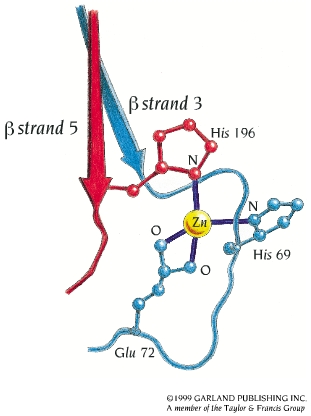 β strand 3
β strand 5
His 196
N
Zn
N
His 69
O
O
Glu 72
©1999 GARLAND PUBLISHING INC.
A member of the Taylor & Francis Group